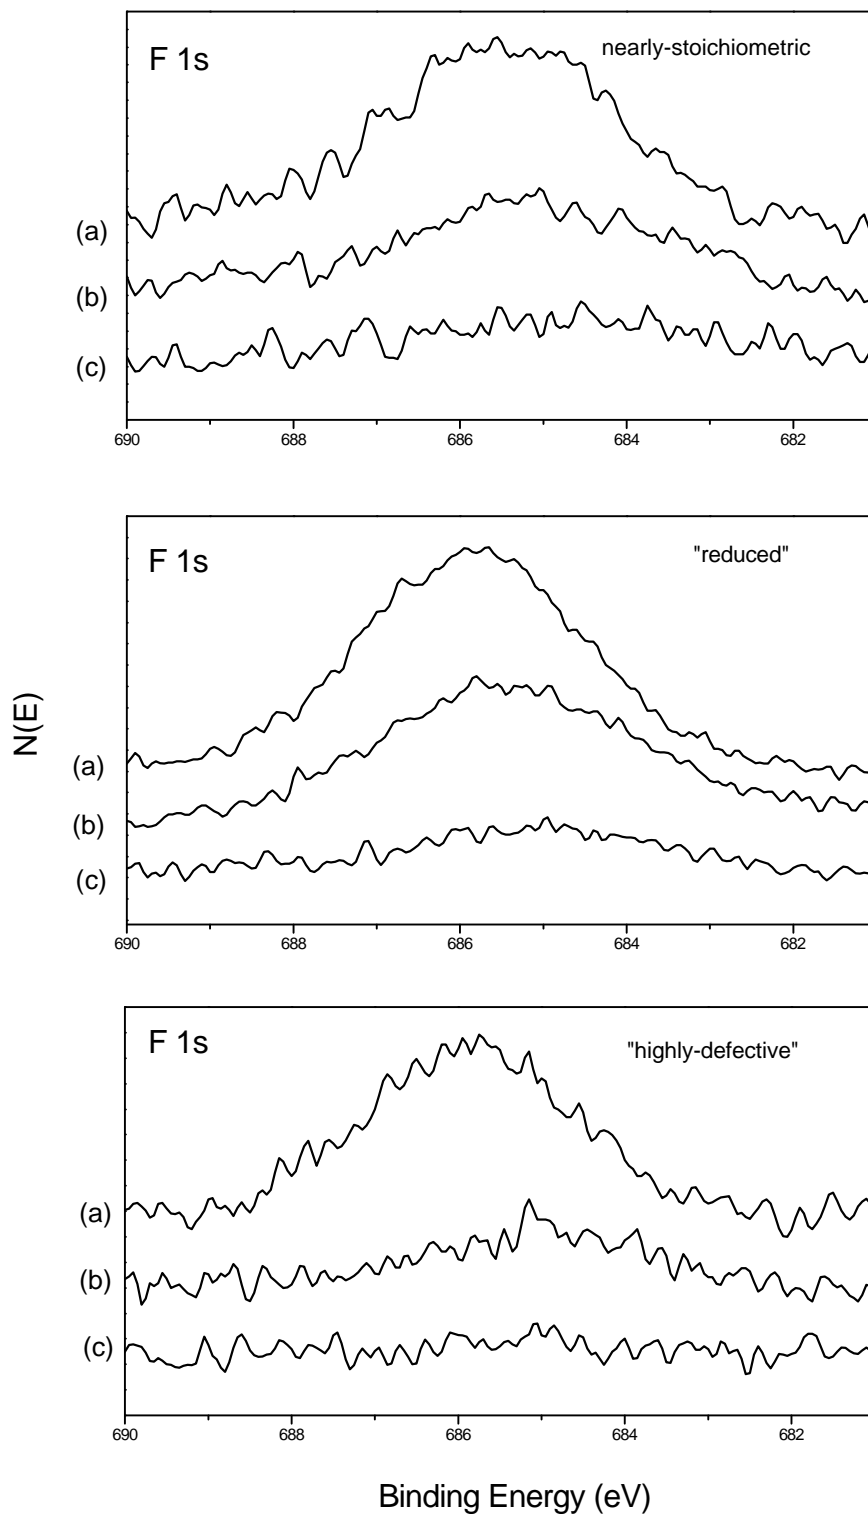 F 1s
nearly-stoichiometric
(a)
(b)
(c)
690 688 686 684 682
F 1s
"reduced"
N(E)
(a)
(b)
(c)
690 688 686 684 682
F 1s
"highly-defective"
(a)
(b)
(c)
690 688 686 684 682
Binding Energy (eV)